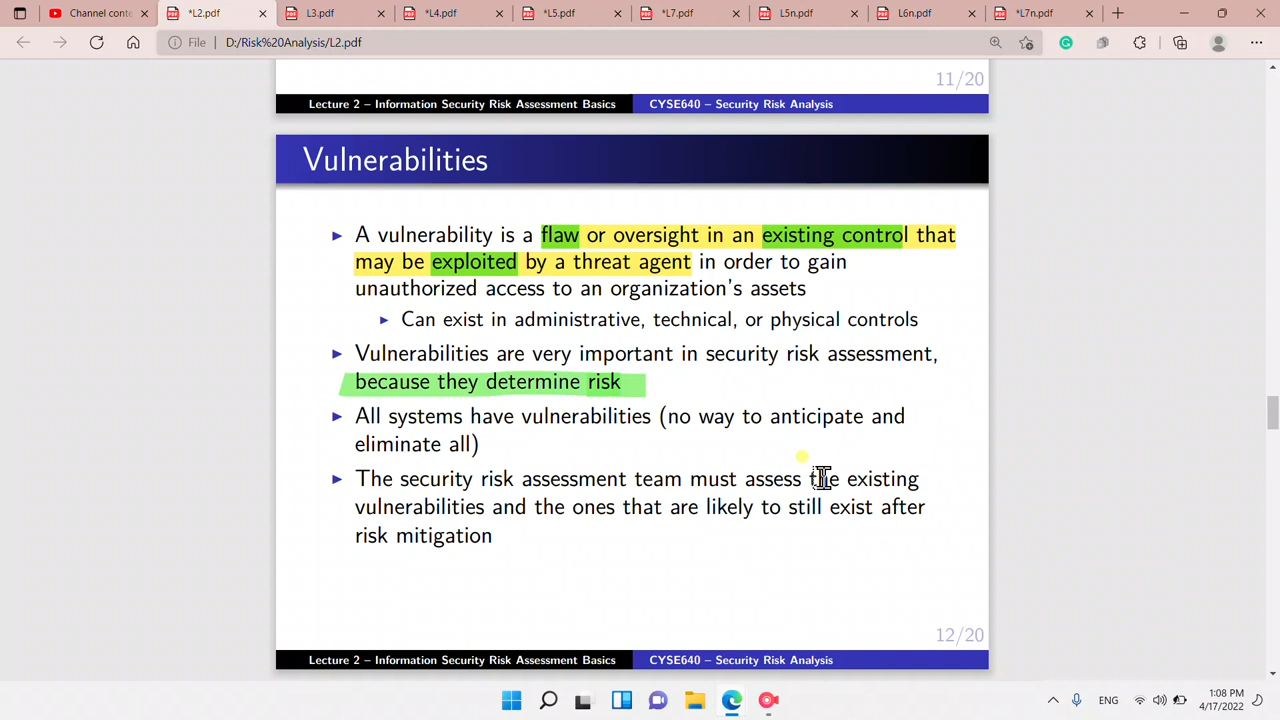 Channel conte
*L2.pdf
L3.pdf
*L4.pdf
*L5.pdf
*L7.pdf
L5n.pdf
L6n.pdf
*L7n.pdf
File
D:/Risk%20Analysis/L2.pdf
11/20
Lecture 2 – Information Security Risk Assessment Basics
CYSE640 – Security Risk Analysis
Vulnerabilities
A vulnerability is a flaw or oversight in an existing control that
may be exploited by a threat agent in order to gain
unauthorized access to an organization's assets
Can exist in administrative, technical, or physical controls
Vulnerabilities are very important in security risk assessment,
because they determine risk
All systems have vulnerabilities (no way to anticipate and
eliminate all)
The security risk assessment team must assess the existing
vulnerabilities and the ones that are likely to still exist after
risk mitigation
12/20
Lecture 2 – Information Security Risk Assessment Basics
CYSE640 – Security Risk Analysis
ENG
1:08 PM
4/17/2022